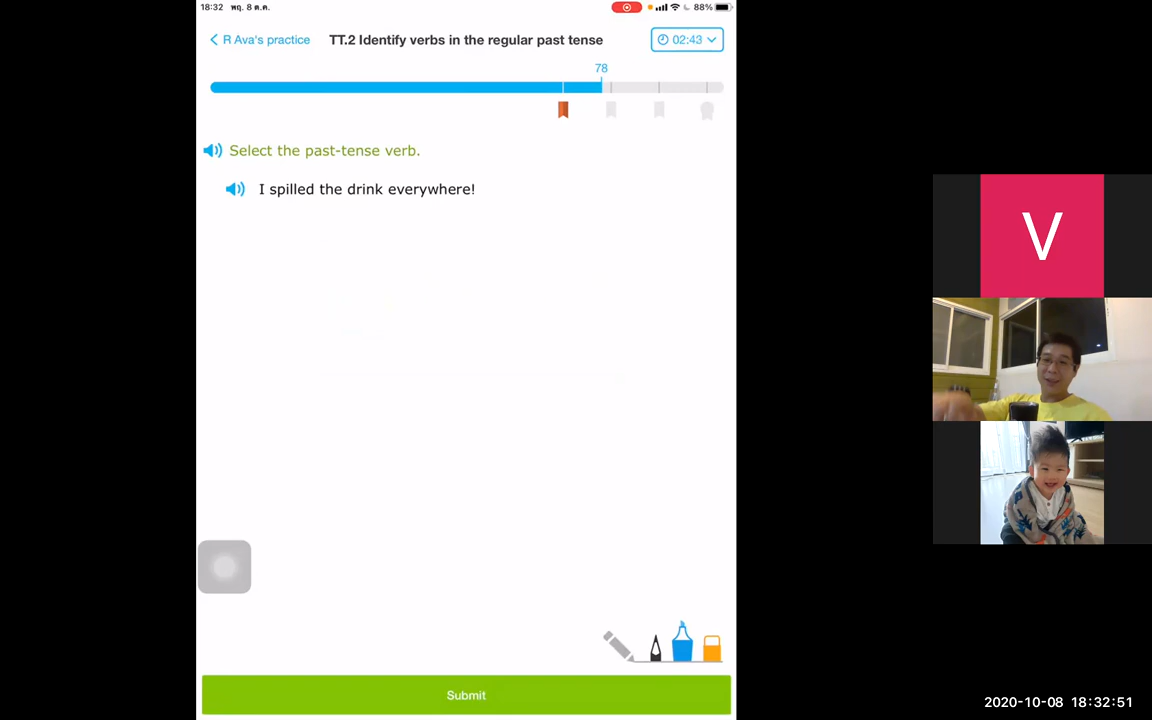 18:32 พฤ. 8 ต.ค. 88%
R Ava's practice TT.2 Identify verbs in the regular past tense 02:43
78
Select the past-tense verb.
I spilled the drink everywhere!
V
Submit
2020-10-08 18:32:51